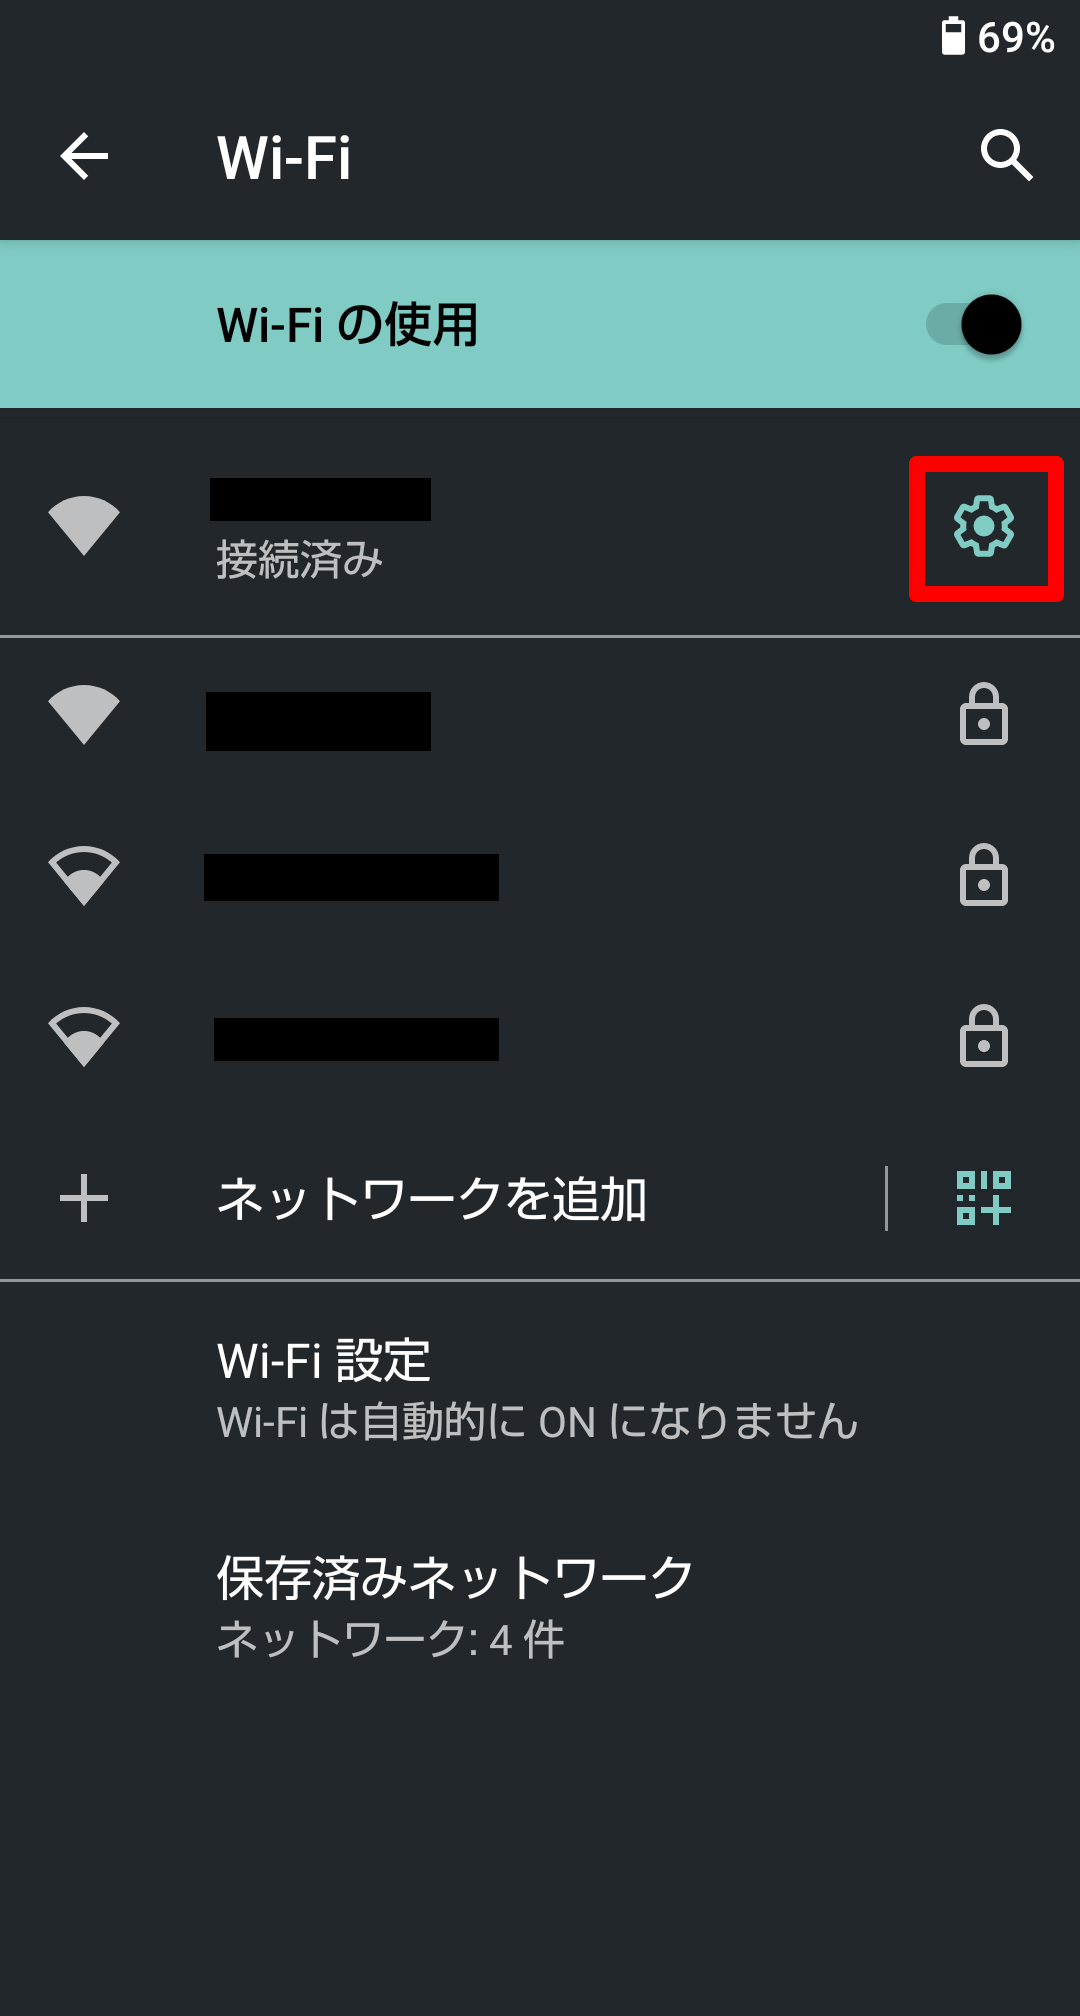 69%
Wi-Fi
Wi-Fi の使用
接続済み
ネットワークを追加
Wi-Fi 設定
Wi-Fi は自動的に ON になりません
保存済みネットワーク
ネットワーク: 4 件